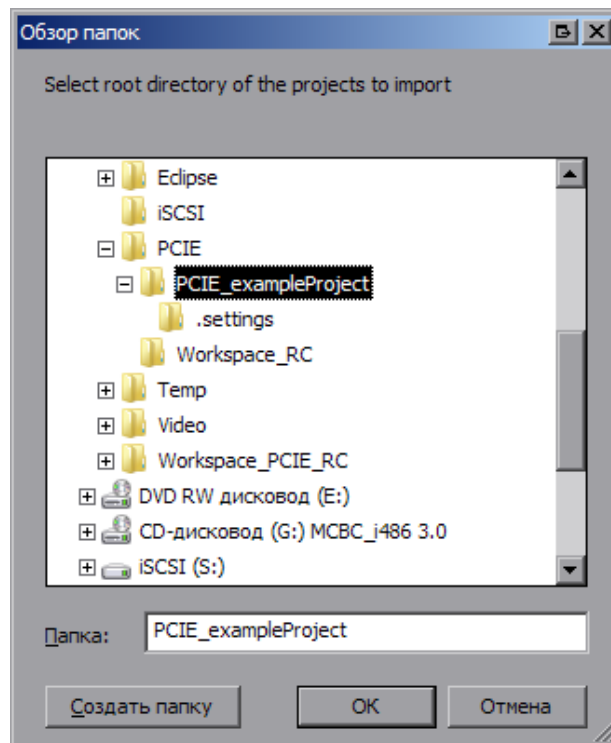 Обзор папок
Select root directory of the projects to import
Eclipse
iSCSI
PCIE
PCIE_exampleProject
.settings
Workspace_RC
Temp
Video
Workspace_PCIE_RC
DVD RW дисковод (E:)
CD-дисковод (G:) MCBC_i486 3.0
iSCSI (S:)
Папка: PCIE_exampleProject
Создать папку OK Отмена